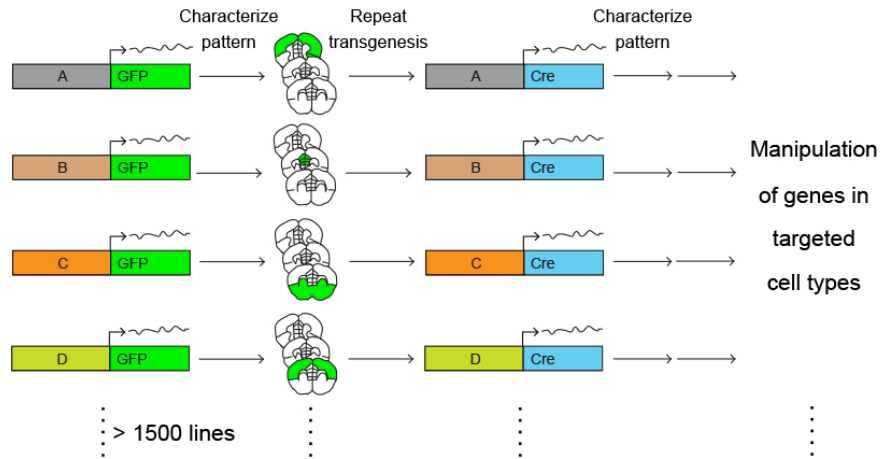 Characterize pattern
Repeat transgenesis
Characterize pattern
A GFP
A Cre
B GFP
B Cre
C GFP
C Cre
D GFP
D Cre
Manipulation
of genes in
targeted
cell types
> 1500 lines